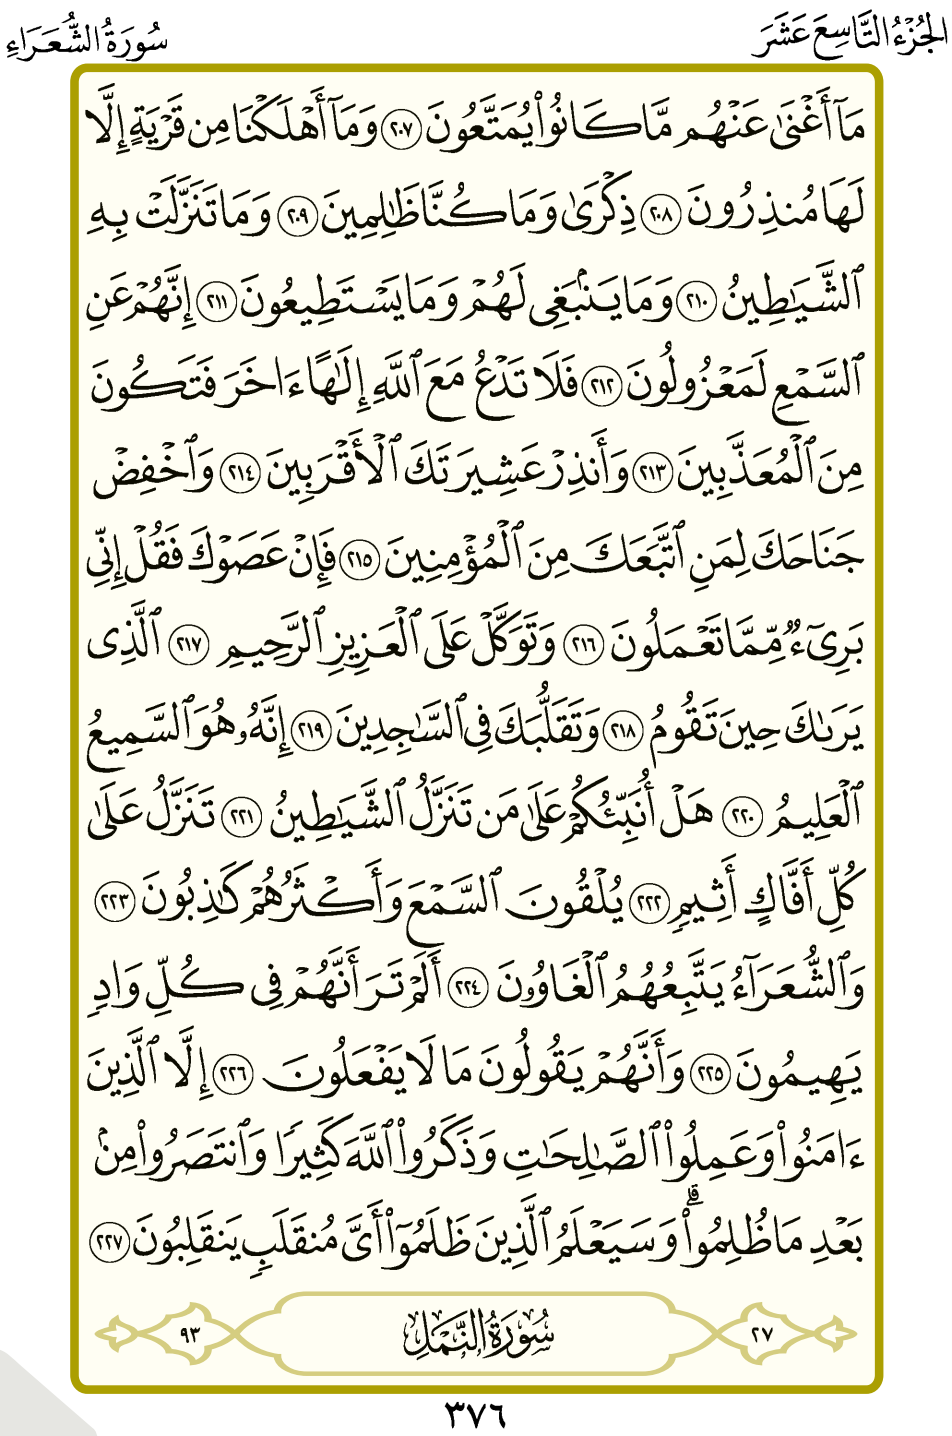 الجُزْءُ التَّاسِعَ عَشَرَ
سُورَةُ الشُّعَرَاءِ
مَآ أَغْنَىٰ عَنْهُم مَّا كَانُوا۟ يُمَتَّعُونَ ٢٠٧ وَمَآ أَهْلَكْنَا مِن قَرْيَةٍ إِلَّا
لَهَا مُنذِرُونَ ٢٠٨ ذِكْرَىٰ وَمَا كُنَّا ظَٰلِمِينَ ٢٠٩ وَمَا تَنَزَّلَتْ بِهِ
ٱلشَّيَٰطِينُ ٢١٠ وَمَا يَنۢبَغِى لَهُمْ وَمَا يَسْتَطِيعُونَ ٢١١ إِنَّهُمْ عَنِ
ٱلسَّمْعِ لَمَعْزُولُونَ ٢١٢ فَلَا تَدْعُ مَعَ ٱللَّهِ إِلَٰهًا ءَاخَرَ فَتَكُونَ
مِنَ ٱلْمُعَذَّبِينَ ٢١٣ وَأَنذِرْ عَشِيرَتَكَ ٱلْأَقْرَبِينَ ٢١٤ وَٱخْفِضْ
جَنَاحَكَ لِمَنِ ٱتَّبَعَكَ مِنَ ٱلْمُؤْمِنِينَ ٢١٥ فَإِنْ عَصَوْكَ فَقُلْ إِنِّى
بَرِىٓءٌ مِّمَّا تَعْمَلُونَ ٢١٦ وَتَوَكَّلْ عَلَى ٱلْعَزِيزِ ٱلرَّحِيمِ ٢١٧ ٱلَّذِى
يَرَىٰكَ حِينَ تَقُومُ ٢١٨ وَتَقَلُّبَكَ فِى ٱلسَّٰجِدِينَ ٢١٩ إِنَّهُۥ هُوَ ٱلسَّمِيعُ
ٱلْعَلِيمُ ٢٢٠ هَلْ أُنَبِّئُكُمْ عَلَىٰ مَن تَنَزَّلُ ٱلشَّيَٰطِينُ ٢٢١ تَنَزَّلُ عَلَىٰ
كُلِّ أَفَّاكٍ أَثِيمٍ ٢٢٢ يُلْقُونَ ٱلسَّمْعَ وَأَكْثَرُهُمْ كَٰذِبُونَ ٢٢٣
وَٱلشُّعَرَآءُ يَتَّبِعُهُمُ ٱلْغَاوُۥنَ ٢٢٤ أَلَمْ تَرَ أَنَّهُمْ فِى كُلِّ وَادٍ
يَهِيمُونَ ٢٢٥ وَأَنَّهُمْ يَقُولُونَ مَا لَا يَفْعَلُونَ ٢٢٦ إِلَّا ٱلَّذِينَ
ءَامَنُوا۟ وَعَمِلُوا۟ ٱلصَّٰلِحَٰتِ وَذَكَرُوا۟ ٱللَّهَ كَثِيرًا وَٱنتَصَرُوا۟ مِنۢ
بَعْدِ مَا ظُلِمُوا۟ ۗ وَسَيَعْلَمُ ٱلَّذِينَ ظَلَمُوٓا۟ أَىَّ مُنقَلَبٍ يَنقَلِبُونَ ٢٢٧
٢٧ سُورَةُ النَّمْلِ ٩٣
٣٧٦